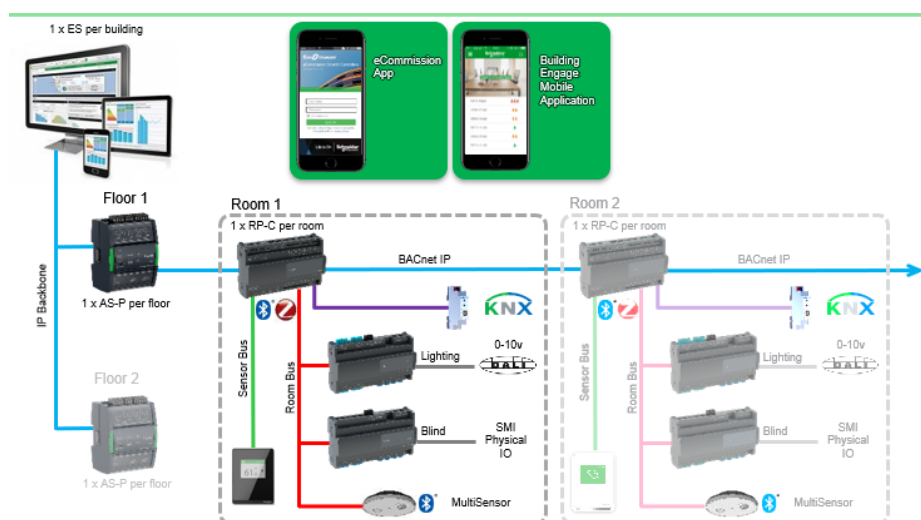 1 x ES per building
eCommission
App
Building
Engage
Mobile
Application
Floor 1
1 x AS-P per floor
IP Backbone
Floor 2
1 x AS-P per floor
Room 1
1 x RP-C per room
BACnet IP
KNX
Sensor Bus
Room Bus
Lighting
0-10v
DALI
Blind
SMI
Physical
IO
MultiSensor
Room 2
1 x RP-C per room
BACnet IP
KNX
Sensor Bus
Room Bus
Lighting
0-10v
DALI
Blind
SMI
Physical
IO
MultiSensor